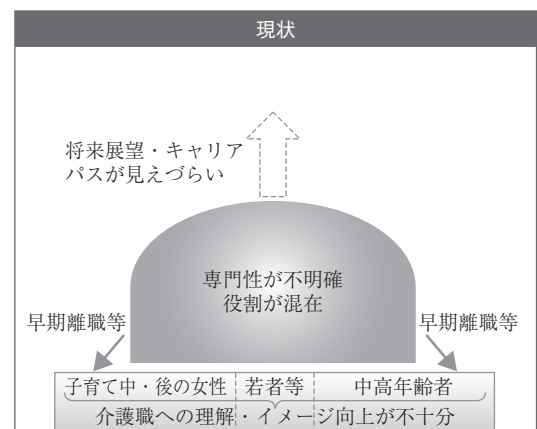 現状
将来展望・キャリア
パスが見えづらい
専門性が不明確
役割が混在
早期離職等
早期離職等
子育て中・後の女性
若者等
中高年齢者
介護職への理解・イメージ向上が不十分